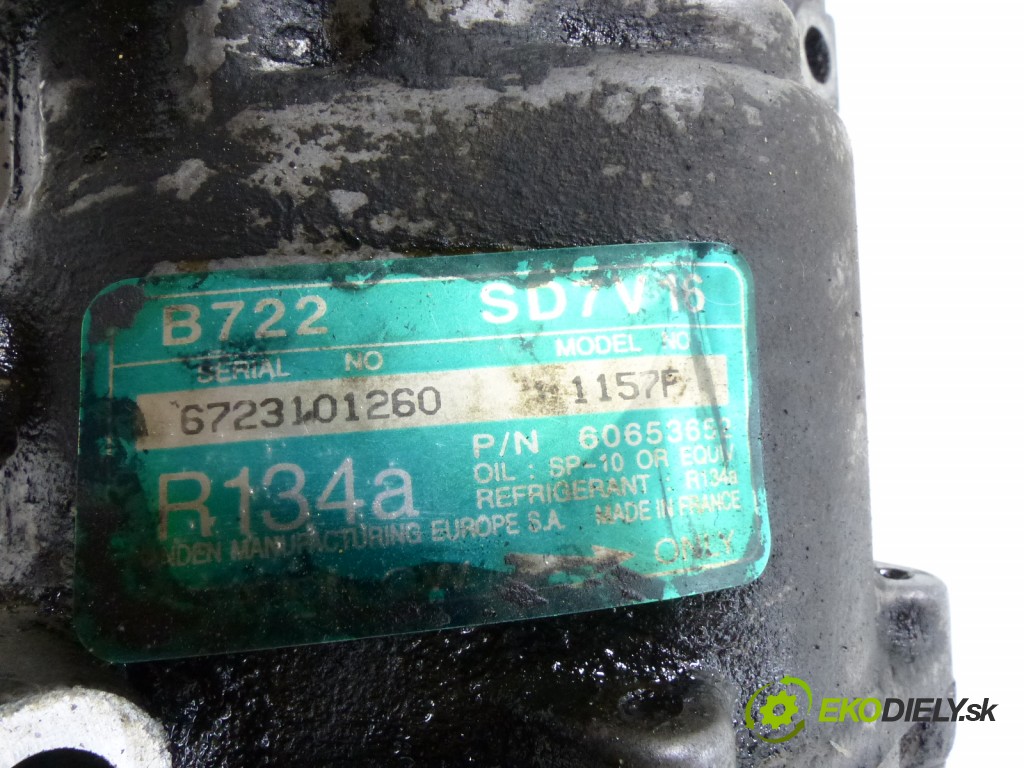 B722 SD7V16
SERIAL NO MODEL NO
6723101260 1157F
P/N 60653652
OIL : SP-10 OR EQUIV
R134a REFRIGERANT R134a
MANUFACTURING EUROPE S.A. MADE IN FRANCE
ONLY
EKODIELY.sk